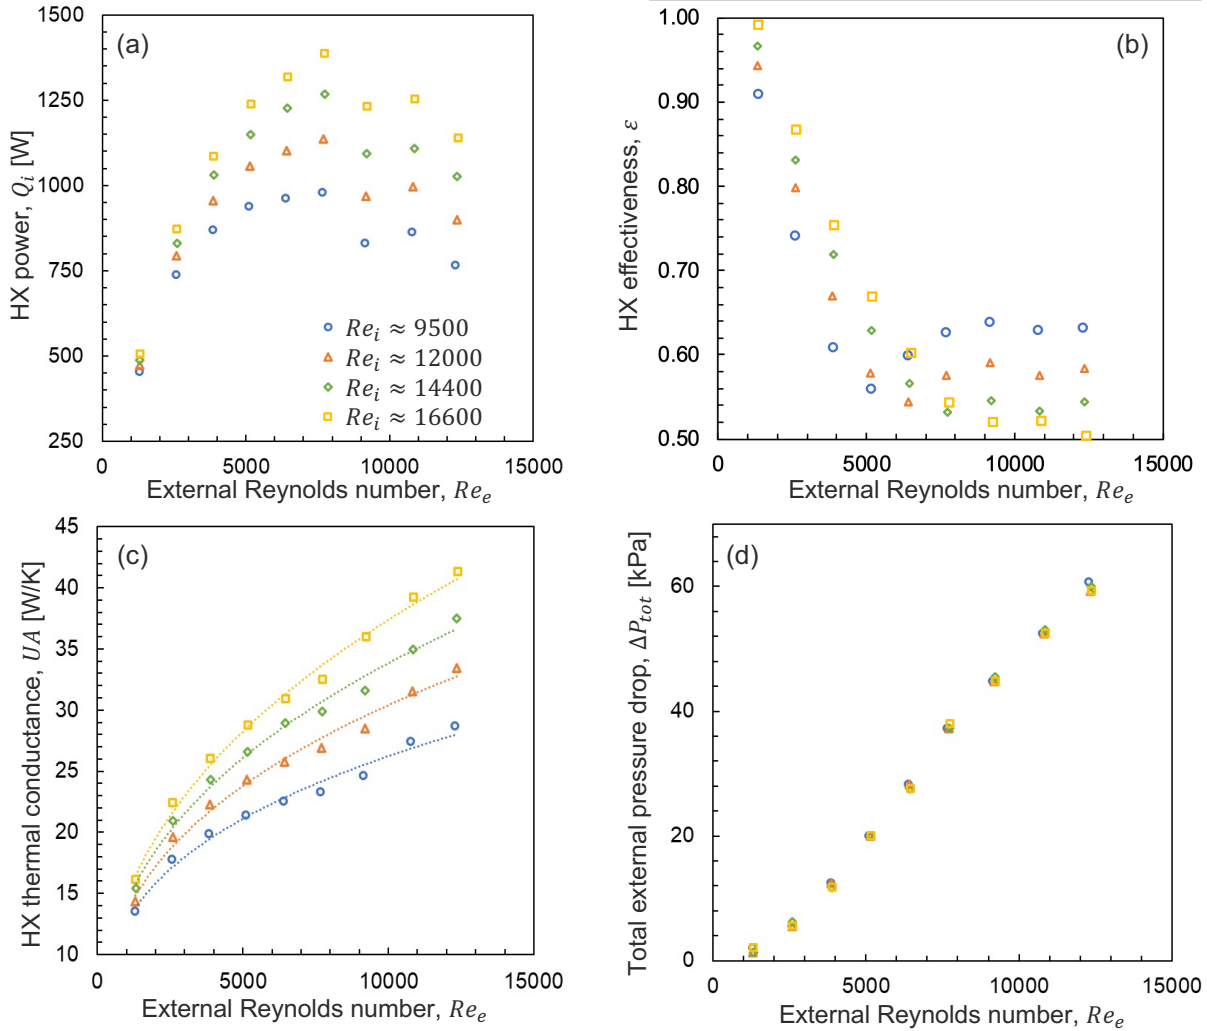 (a)
HX power, Q_i [W]
1500
1250
1000
750
500
250
Re_i ≈ 9500
Re_i ≈ 12000
Re_i ≈ 14400
Re_i ≈ 16600
0 5000 10000 15000
External Reynolds number, Re_e
(b)
HX effectiveness, ε
1.00
0.90
0.80
0.70
0.60
0.50
0 5000 10000 15000
External Reynolds number, Re_e
(c)
HX thermal conductance, UA [W/K]
45
40
35
30
25
20
15
10
0 5000 10000 15000
External Reynolds number, Re_e
(d)
Total external pressure drop, ΔP_tot [kPa]
60
40
20
0
0 5000 10000 15000
External Reynolds number, Re_e